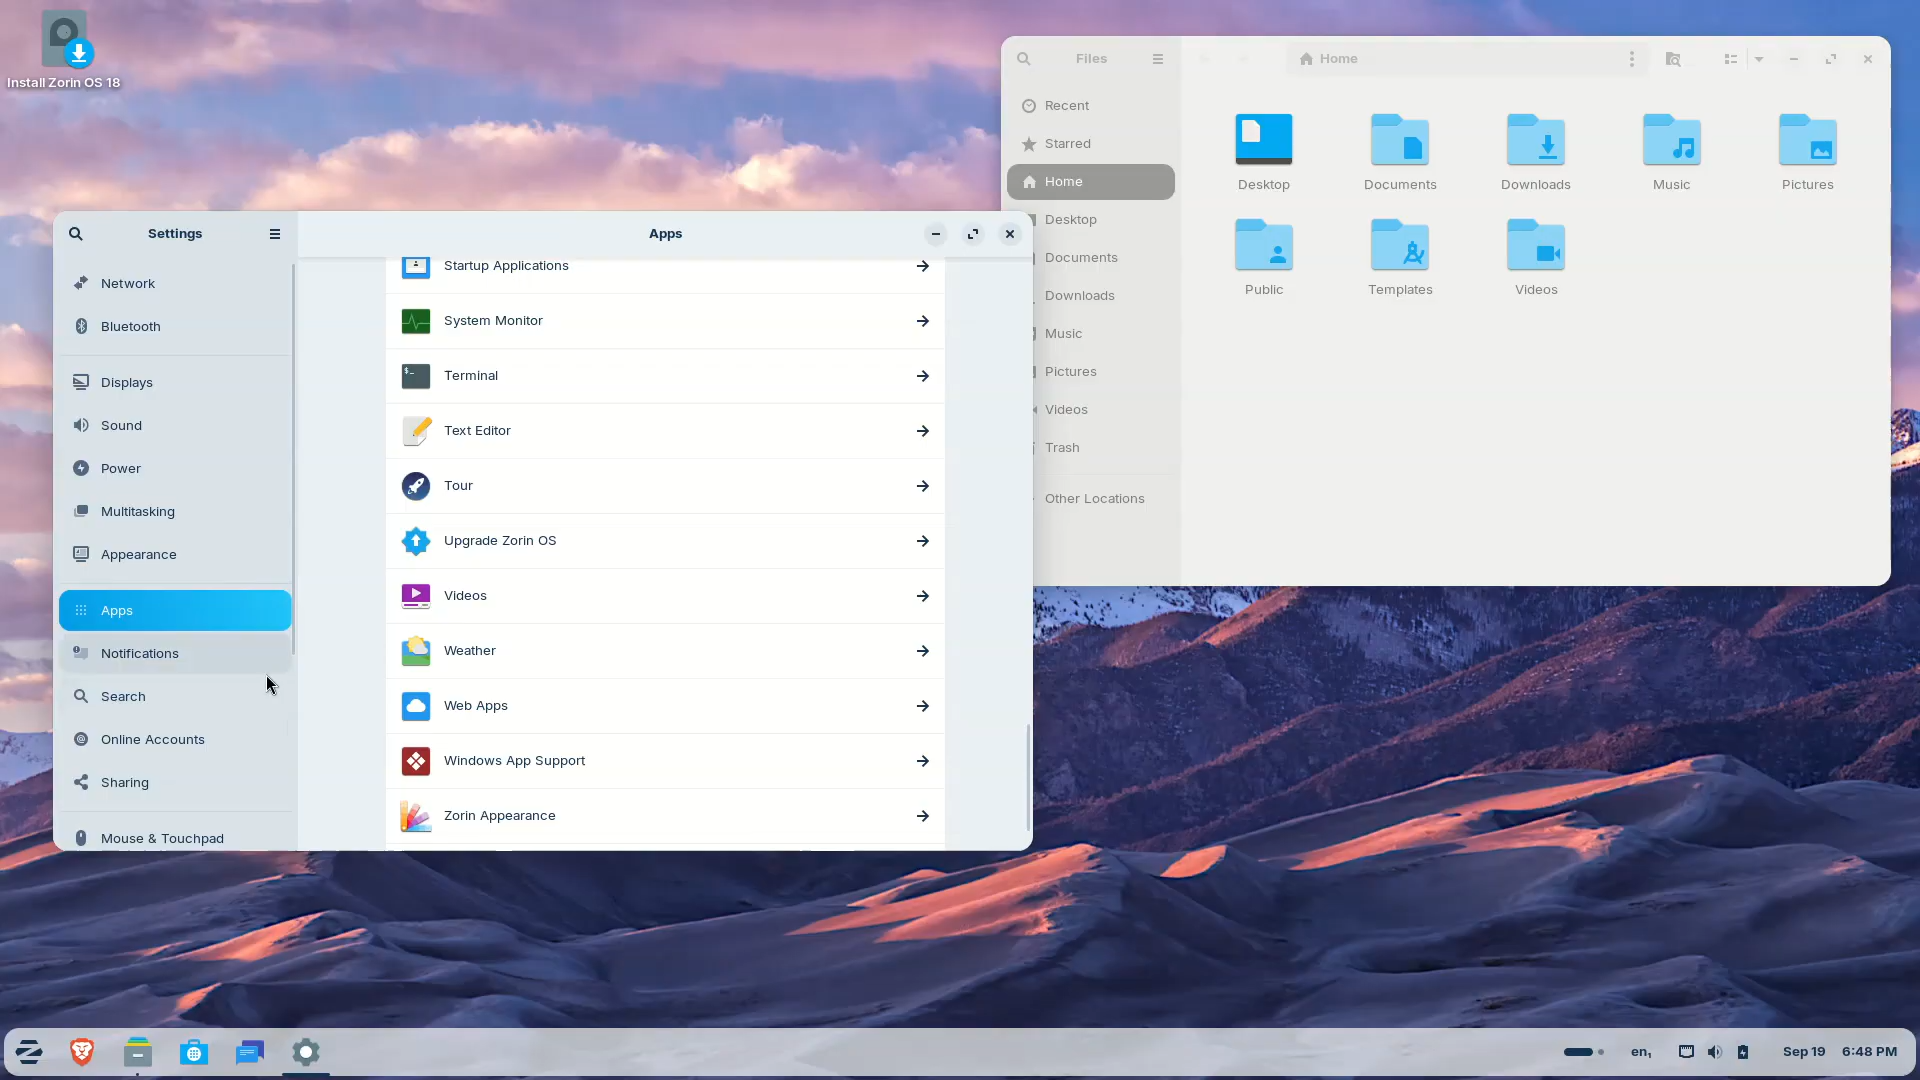 Install Zorin OS 18
Files
Home
Recent
Starred
Home
Desktop
Documents
Downloads
Music
Pictures
Videos
Trash
Other Locations
Desktop
Documents
Downloads
Music
Pictures
Public
Templates
Videos
Settings
Apps
Network
Bluetooth
Displays
Sound
Power
Multitasking
Appearance
Apps
Notifications
Search
Online Accounts
Sharing
Mouse & Touchpad
Startup Applications
System Monitor
Terminal
Text Editor
Tour
Upgrade Zorin OS
Videos
Weather
Web Apps
Windows App Support
Zorin Appearance
en₁
Sep 19 6:48 PM